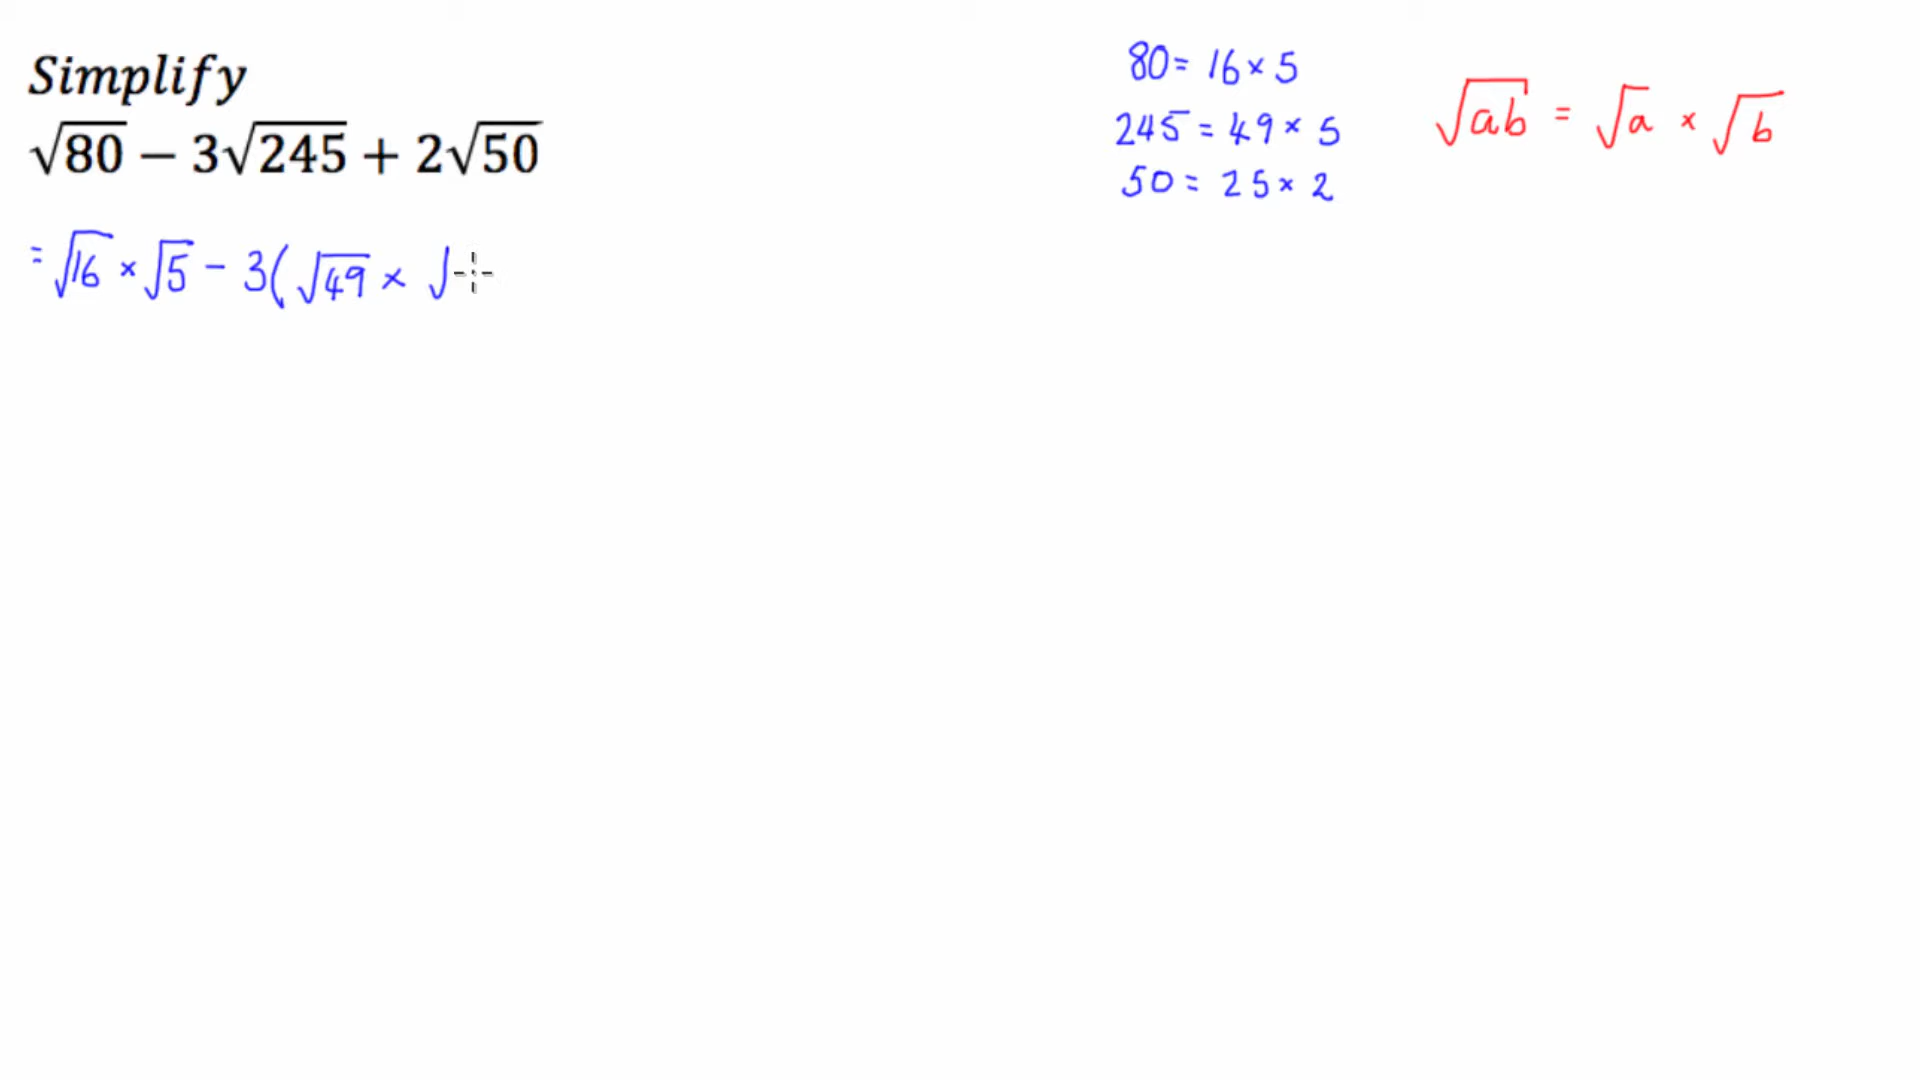 Simplify
√80 − 3√245 + 2√50
= √16 × √5 − 3( √49 × √
80 = 16 × 5
245 = 49 × 5
50 = 25 × 2
√ab = √a × √b